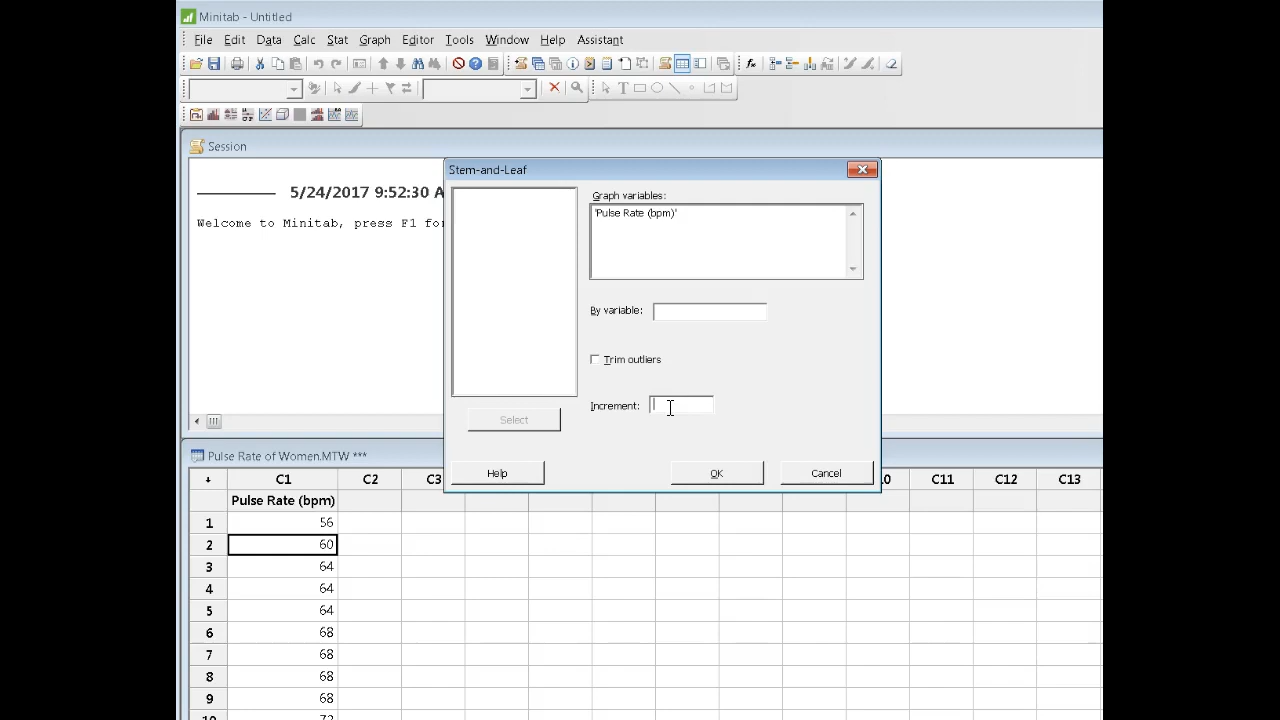 Minitab - Untitled
File Edit Data Calc Stat Graph Editor Tools Window Help Assistant
Session
5/24/2017 9:52:30 A
Welcome to Minitab, press F1 for
Stem-and-Leaf
Graph variables:
'Pulse Rate (bpm)'
By variable:
Trim outliers
Increment:
Select
Help OK Cancel
Pulse Rate of Women.MTW ***
C1 C2 C3 C11 C12 C13
Pulse Rate (bpm)
1 56
2 60
3 64
4 64
5 64
6 68
7 68
8 68
9 68